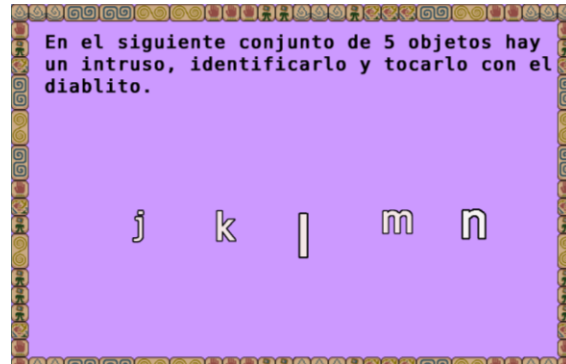 En el siguiente conjunto de 5 objetos hay
un intruso, identificarlo y tocarlo con el
diablito.
j k l m n